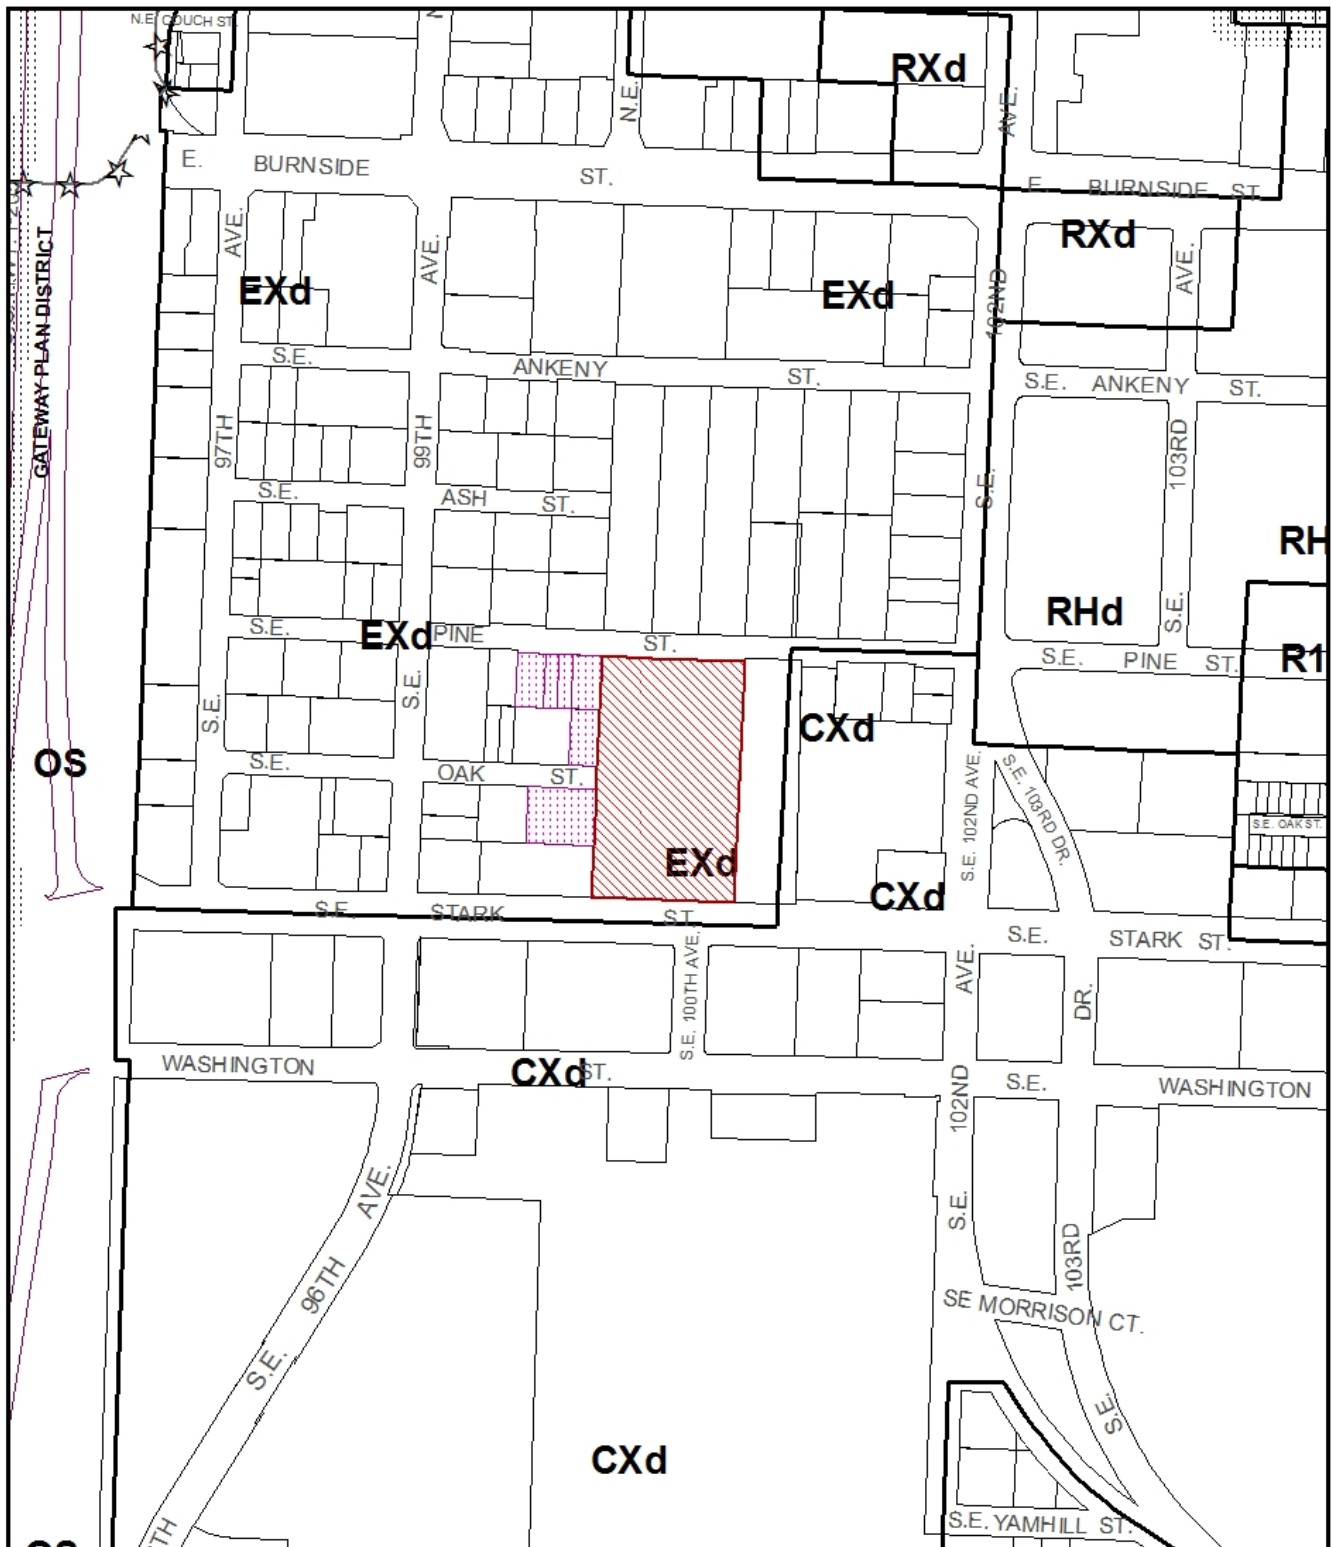 N.E. COUCH ST.
N.E.
AVE.
RXd
E. BURNSIDE ST.
E. BURNSIDE ST.
RXd
AVE.
AVE.
AVE.
GATEWAY PLAN DISTRICT
EXd
EXd
102ND
S.E. ANKENY ST.
S.E. ANKENY ST.
97TH
99TH
103RD
S.E. ASH ST.
S.E.
RH
RHd
S.E.
S.E. PINE ST.
EXd
S.E. PINE ST.
R1
S.E.
S.E.
CXd
OS
S.E. OAK ST.
S.E. 102ND AVE.
S.E. 103RD DR.
S.E. OAK ST.
EXd
CXd
S.E. STARK ST.
S.E. STARK ST.
S.E. 100TH AVE.
AVE.
DR.
WASHINGTON ST.
CXd
S.E. WASHINGTON
102ND
AVE.
S.E.
103RD
96TH
SE MORRISON CT.
S.E.
S.E.
CXd
S.E. YAMHILL ST.
TH
OS